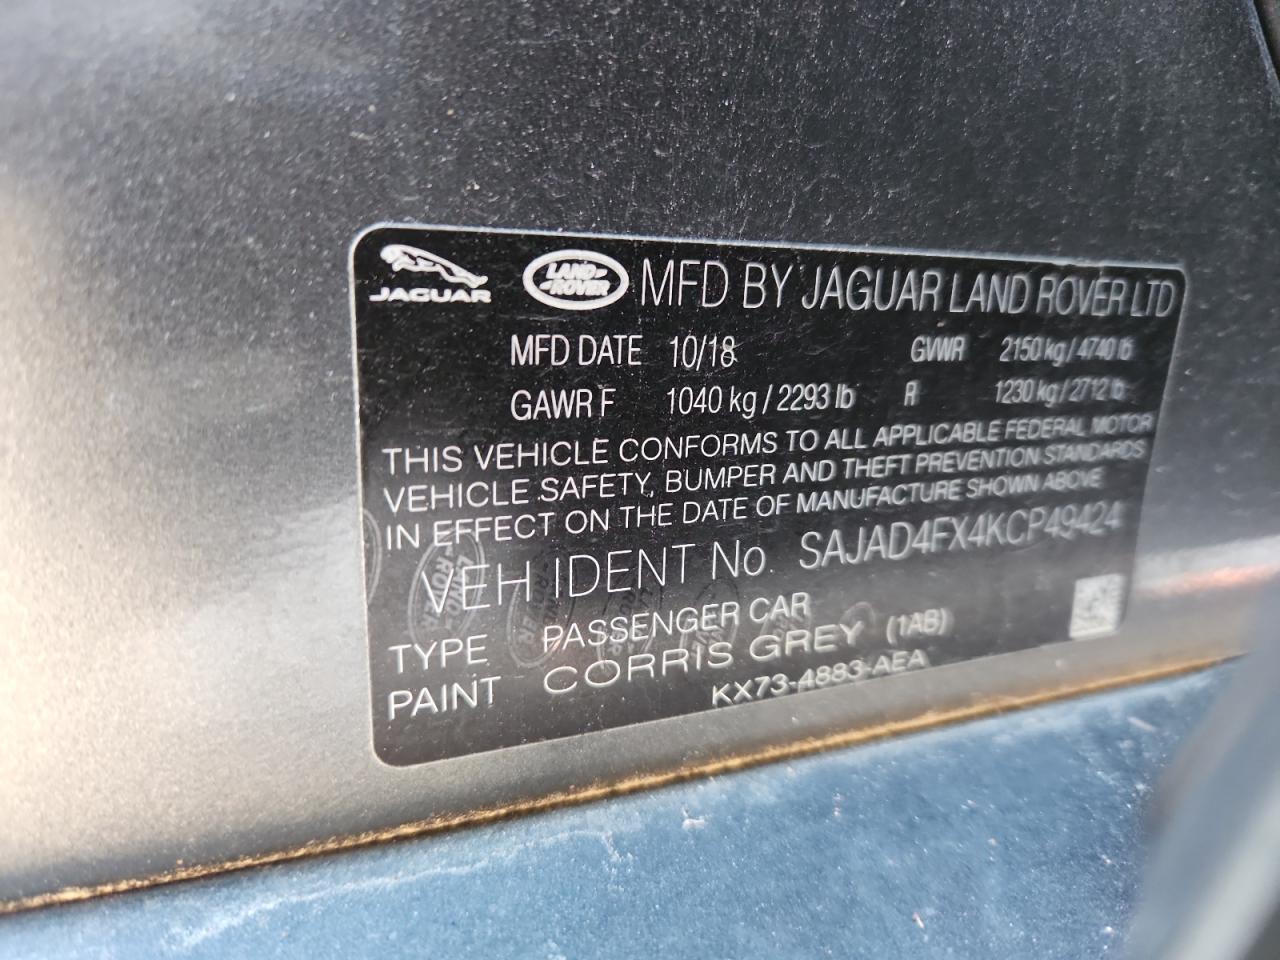 JAGUAR LAND ROVER MFD BY JAGUAR LAND ROVER LTD
MFD DATE 10/18 GVWR 2150 kg / 4740 lb
GAWR F 1040 kg / 2293 lb R 1230 kg / 2712 lb
THIS VEHICLE CONFORMS TO ALL APPLICABLE FEDERAL MOTOR
VEHICLE SAFETY, BUMPER AND THEFT PREVENTION STANDARDS
IN EFFECT ON THE DATE OF MANUFACTURE SHOWN ABOVE
VEH IDENT No. SAJAD4FX4KCP49424
TYPE PASSENGER CAR
PAINT CORRIS GREY (1AB)
KX73-4883-AEA